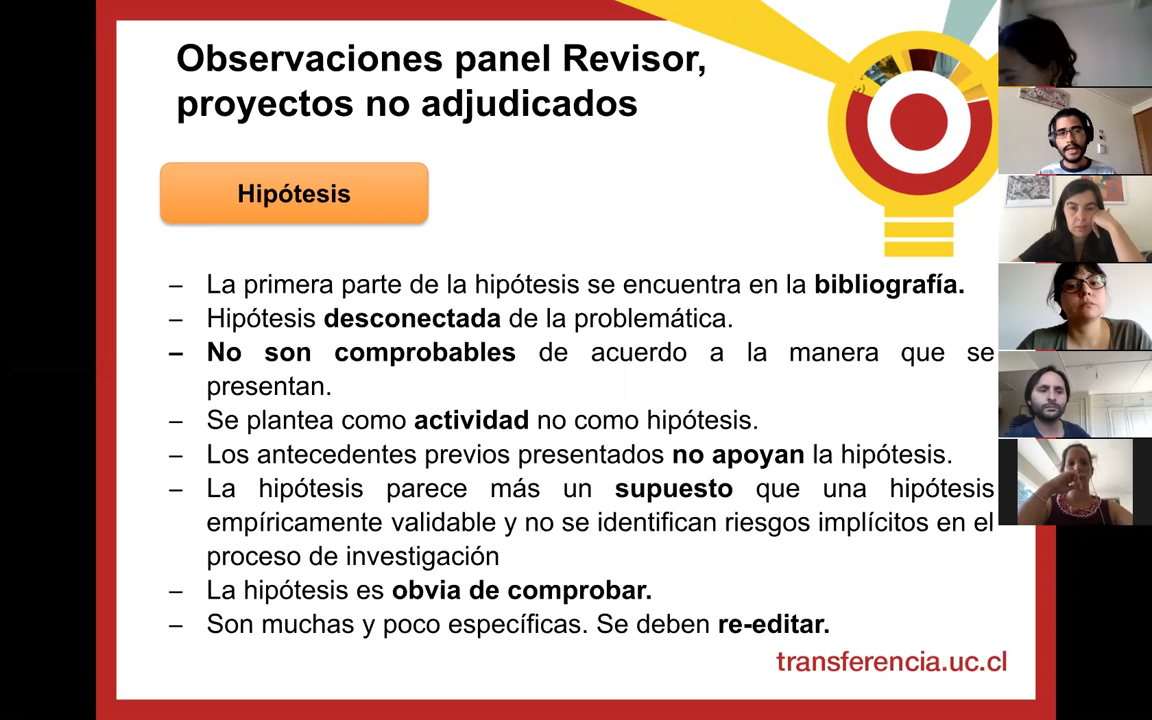 Observaciones panel Revisor,
proyectos no adjudicados
Hipótesis
– La primera parte de la hipótesis se encuentra en la bibliografía.
– Hipótesis desconectada de la problemática.
– No son comprobables de acuerdo a la manera que se
presentan.
– Se plantea como actividad no como hipótesis.
– Los antecedentes previos presentados no apoyan la hipótesis.
– La hipótesis parece más un supuesto que una hipótesis
empíricamente validable y no se identifican riesgos implícitos en el
proceso de investigación
– La hipótesis es obvia de comprobar.
– Son muchas y poco específicas. Se deben re-editar.
transferencia.uc.cl